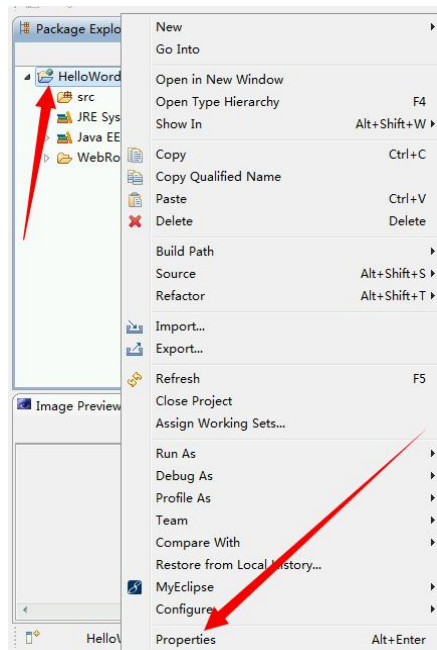 Package Explo
HelloWord
src
JRE Sys
Java EE
WebRo
Image Preview
New
Go Into
Open in New Window
Open Type Hierarchy F4
Show In Alt+Shift+W
Copy Ctrl+C
Copy Qualified Name
Paste Ctrl+V
Delete Delete
Build Path
Source Alt+Shift+S
Refactor Alt+Shift+T
Import...
Export...
Refresh F5
Close Project
Assign Working Sets...
Run As
Debug As
Profile As
Team
Compare With
Restore from Local History...
MyEclipse
Configure
Properties Alt+Enter
Hello